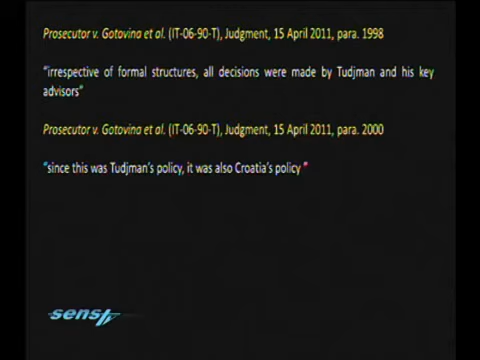 Prosecutor v. Gotovina et al. (IT-06-90-T), Judgment, 15 April 2011, para. 1998
"irrespective of formal structures, all decisions were made by Tudjman and his key
advisors"
Prosecutor v. Gotovina et al. (IT-06-90-T), Judgment, 15 April 2011, para. 2000
"since this was Tudjman's policy, it was also Croatia's policy "
sense